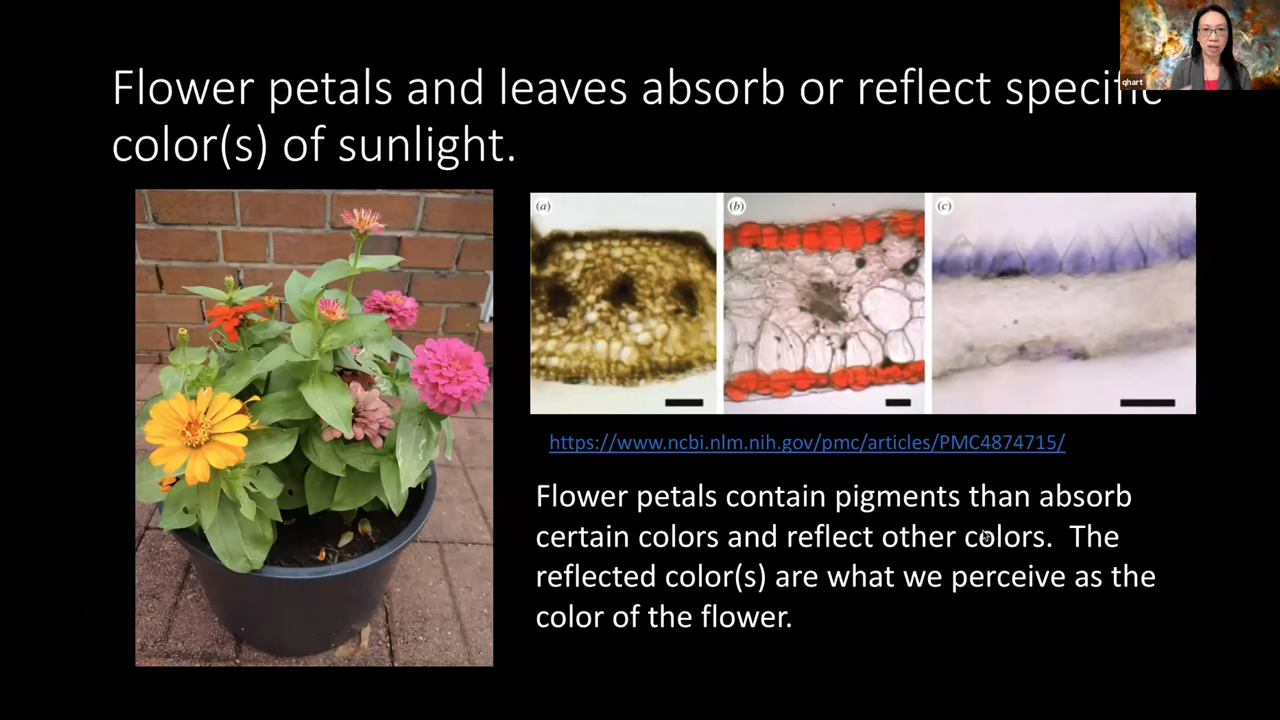 Flower petals and leaves absorb or reflect specific
color(s) of sunlight.
qhart
(a)
(b)
(c)
https://www.ncbi.nlm.nih.gov/pmc/articles/PMC4874715/
Flower petals contain pigments than absorb
certain colors and reflect other colors. The
reflected color(s) are what we perceive as the
color of the flower.